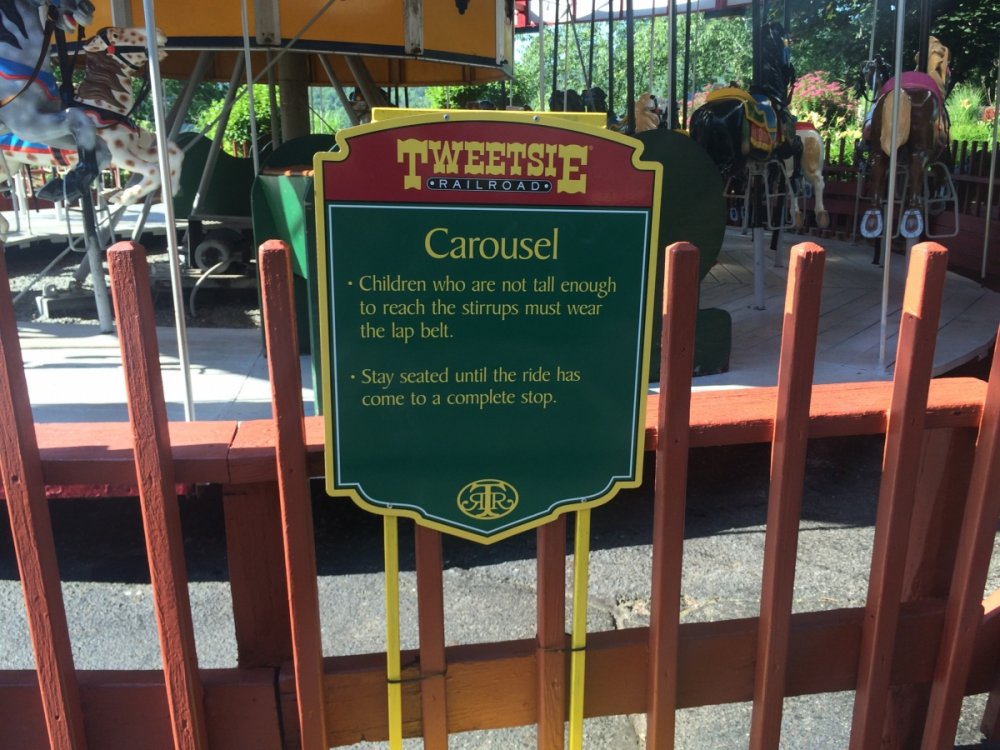 TWEETSIE®
• RAILROAD •
Carousel
• Children who are not tall enough
to reach the stirrups must wear
the lap belt.
• Stay seated until the ride has
come to a complete stop.
TRR